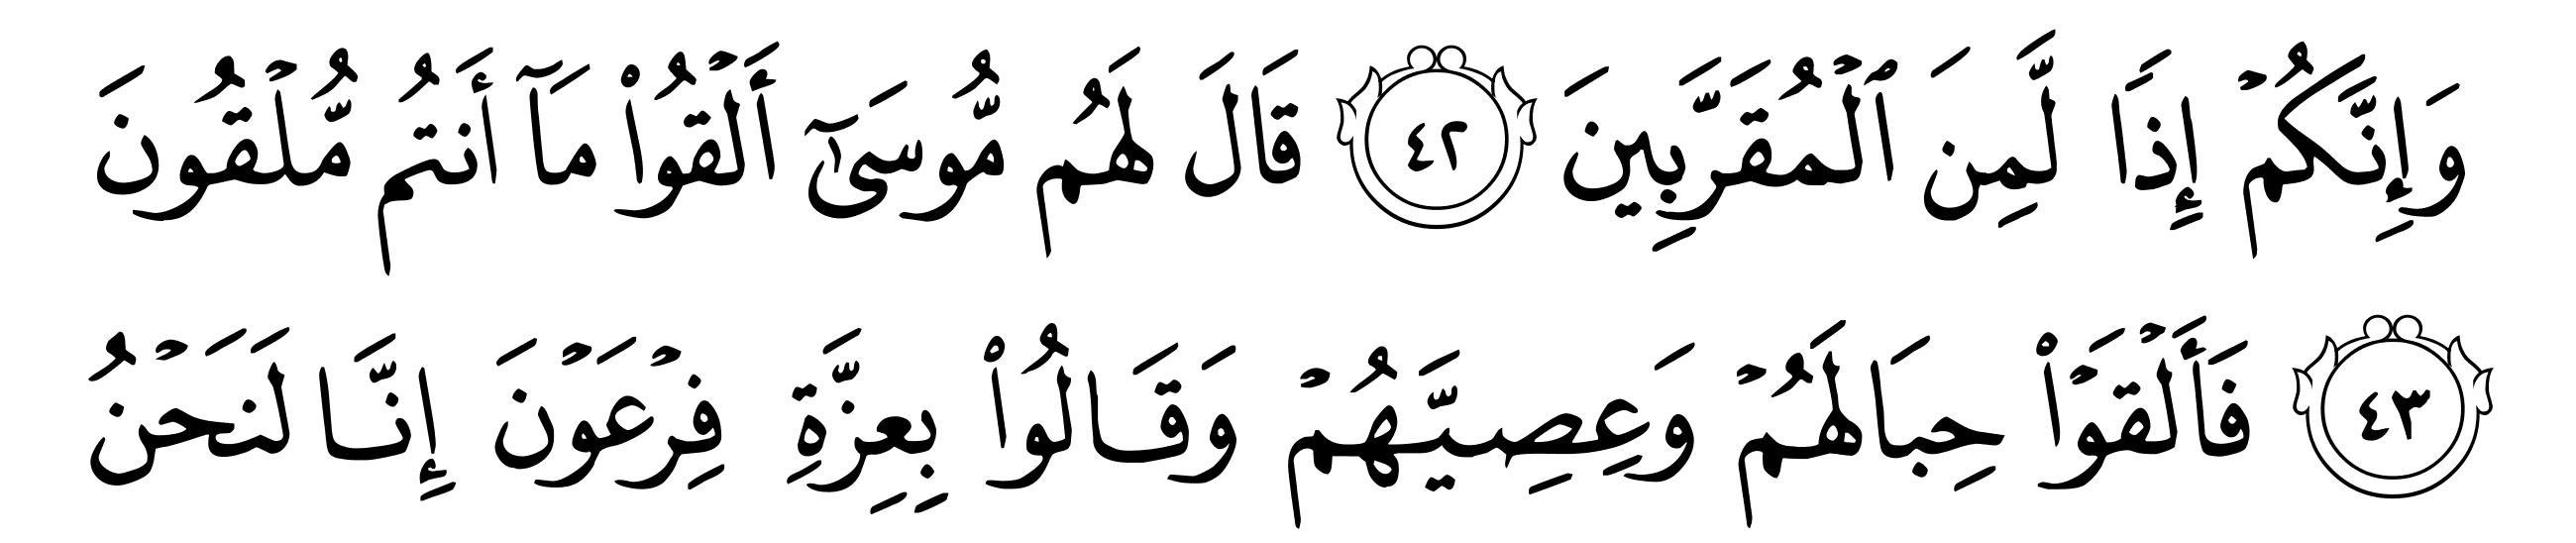 وَإِنَّكُمۡ إِذٗا لَّمِنَ ٱلۡمُقَرَّبِينَ ٤٢ قَالَ لَهُم مُّوسَىٰٓ أَلۡقُواْ مَآ أَنتُم مُّلۡقُونَ
٤٣ فَأَلۡقَوۡاْ حِبَالَهُمۡ وَعِصِيَّهُمۡ وَقَالُواْ بِعِزَّةِ فِرۡعَوۡنَ إِنَّا لَنَحۡنُ